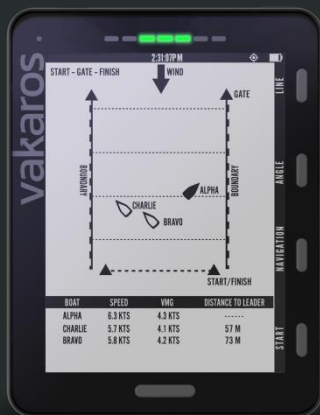 vakaros
2:31:07PM
START - GATE - FINISH
WIND
GATE
BOUNDARY
BOUNDARY
ALPHA
CHARLIE
BRAVO
START/FINISH
BOAT SPEED VMG DISTANCE TO LEADER
ALPHA 6.3 KTS 4.3 KTS ------
CHARLIE 5.7 KTS 4.1 KTS 57 M
BRAVO 5.8 KTS 4.2 KTS 73 M
LINE
ANGLE
NAVIGATION
START